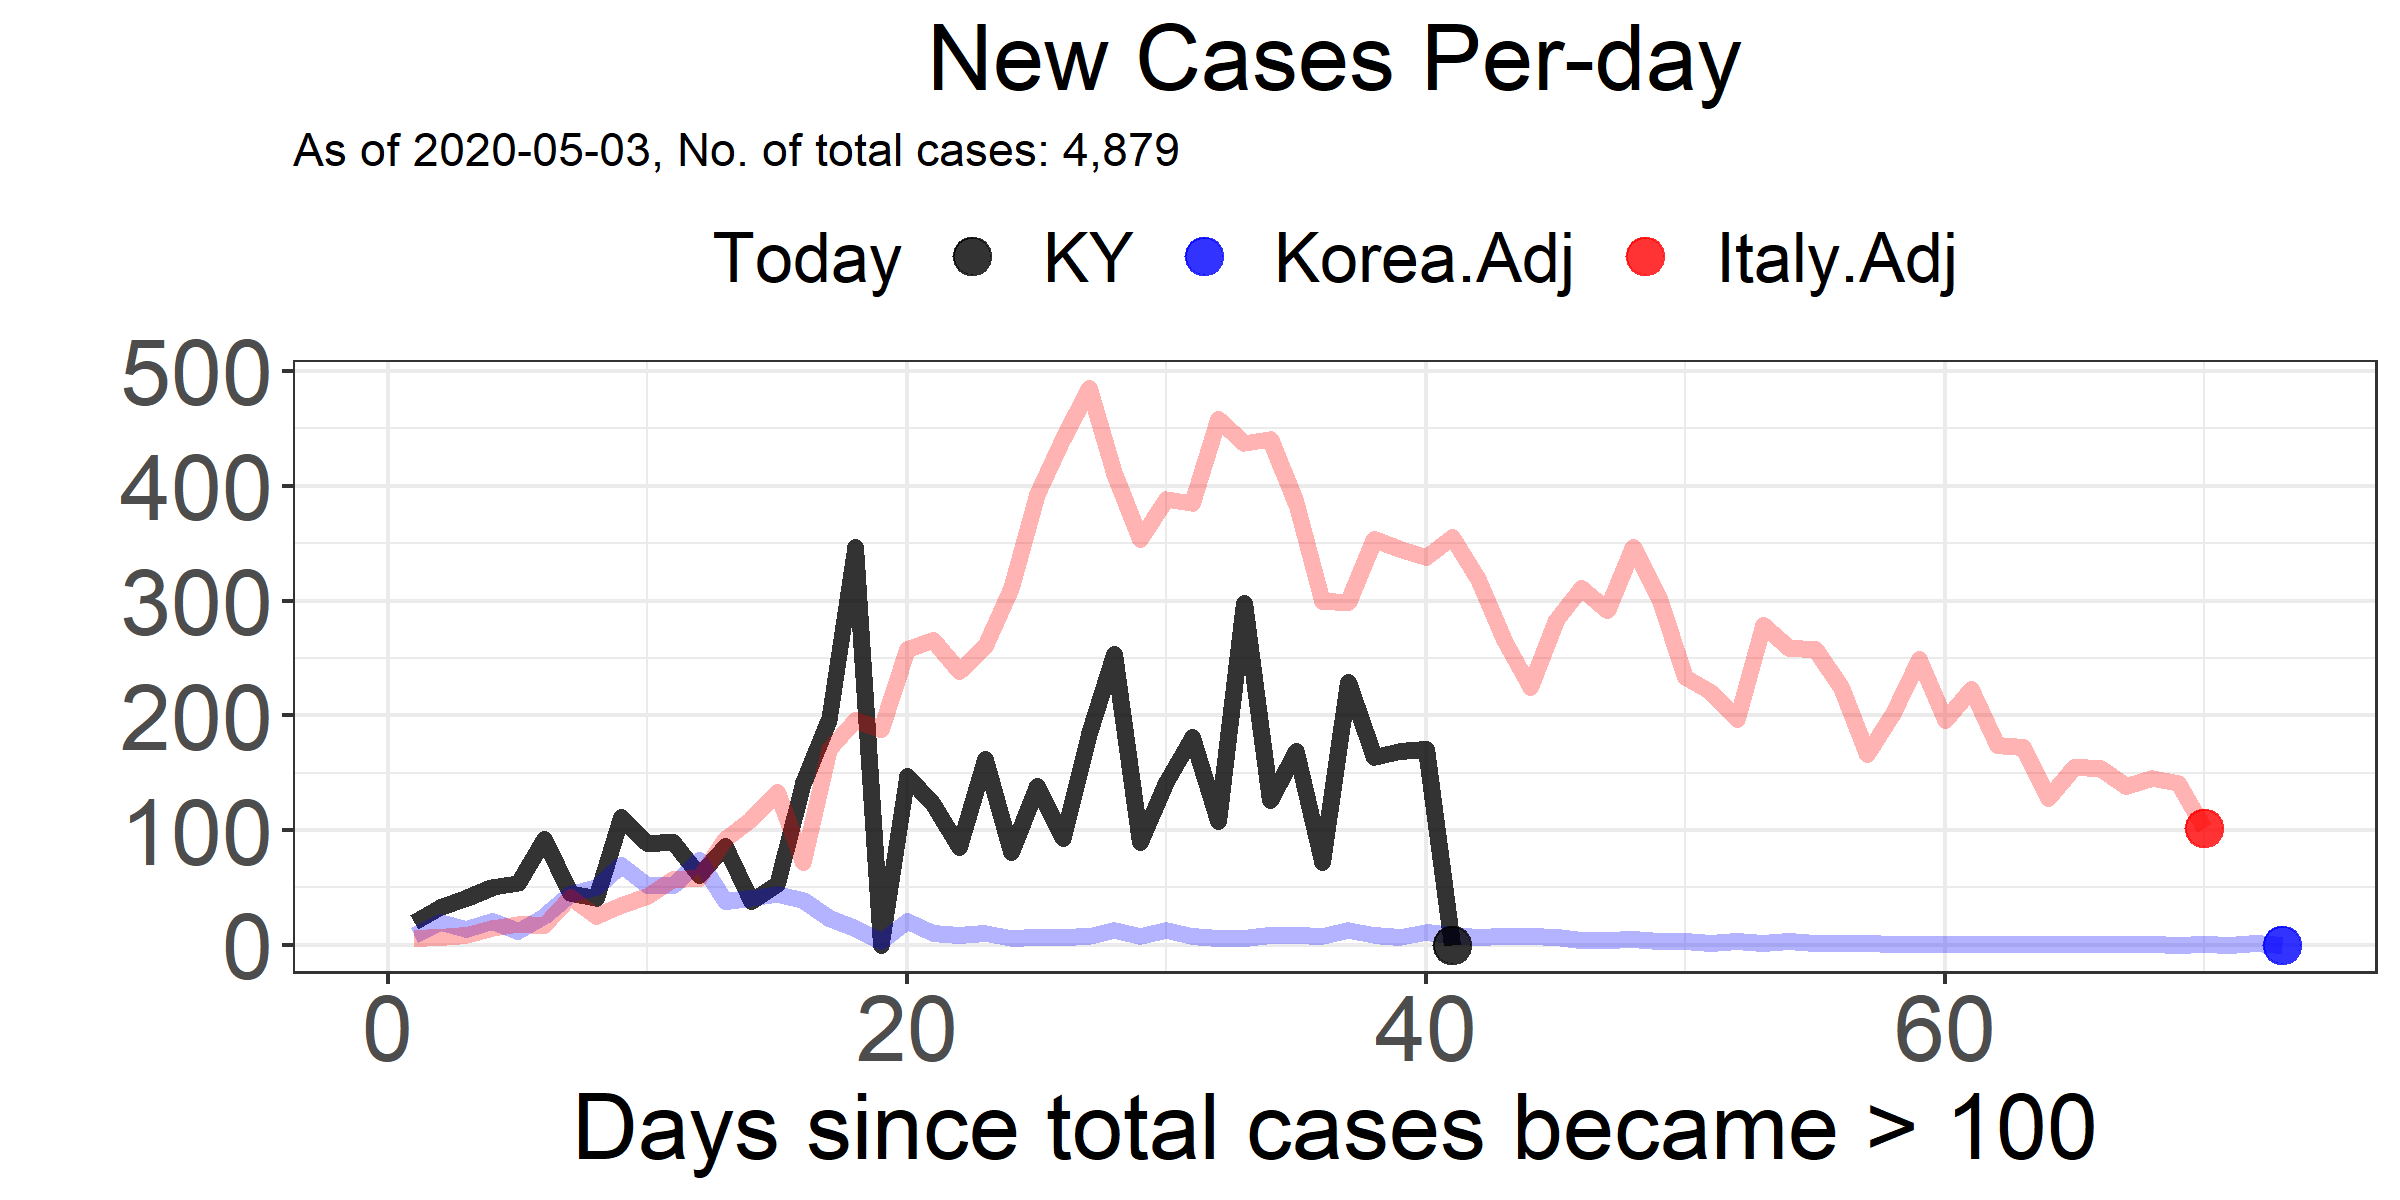 New Cases Per-day
As of 2020-05-03, No. of total cases: 4,879
Today KY Korea.Adj Italy.Adj
500
400
300
200
100
0
0 20 40 60
Days since total cases became > 100